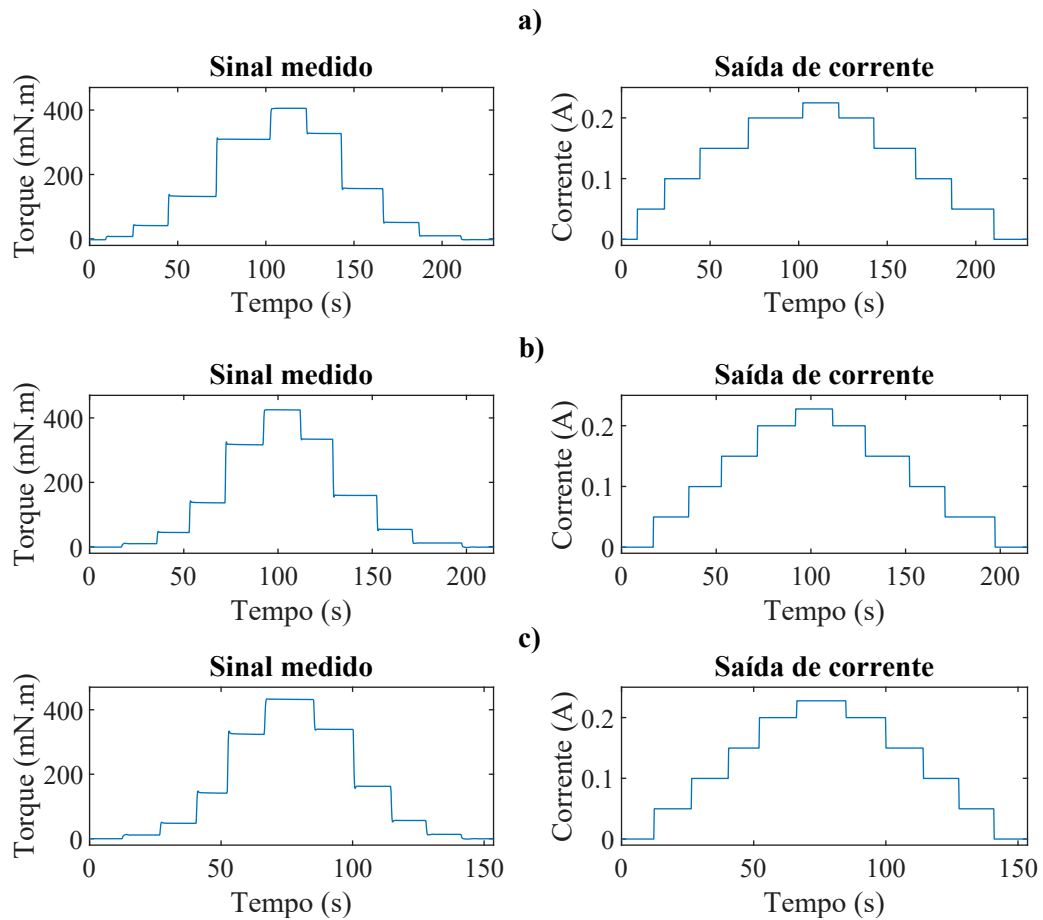 a)
Sinal medido
Torque (mN.m)
400
200
0
0 50 100 150 200
Tempo (s)
Saída de corrente
Corrente (A)
0.2
0.1
0
0 50 100 150 200
Tempo (s)
b)
Sinal medido
Torque (mN.m)
400
200
0
0 50 100 150 200
Tempo (s)
Saída de corrente
Corrente (A)
0.2
0.1
0
0 50 100 150 200
Tempo (s)
c)
Sinal medido
Torque (mN.m)
400
200
0
0 50 100 150
Tempo (s)
Saída de corrente
Corrente (A)
0.2
0.1
0
0 50 100 150
Tempo (s)